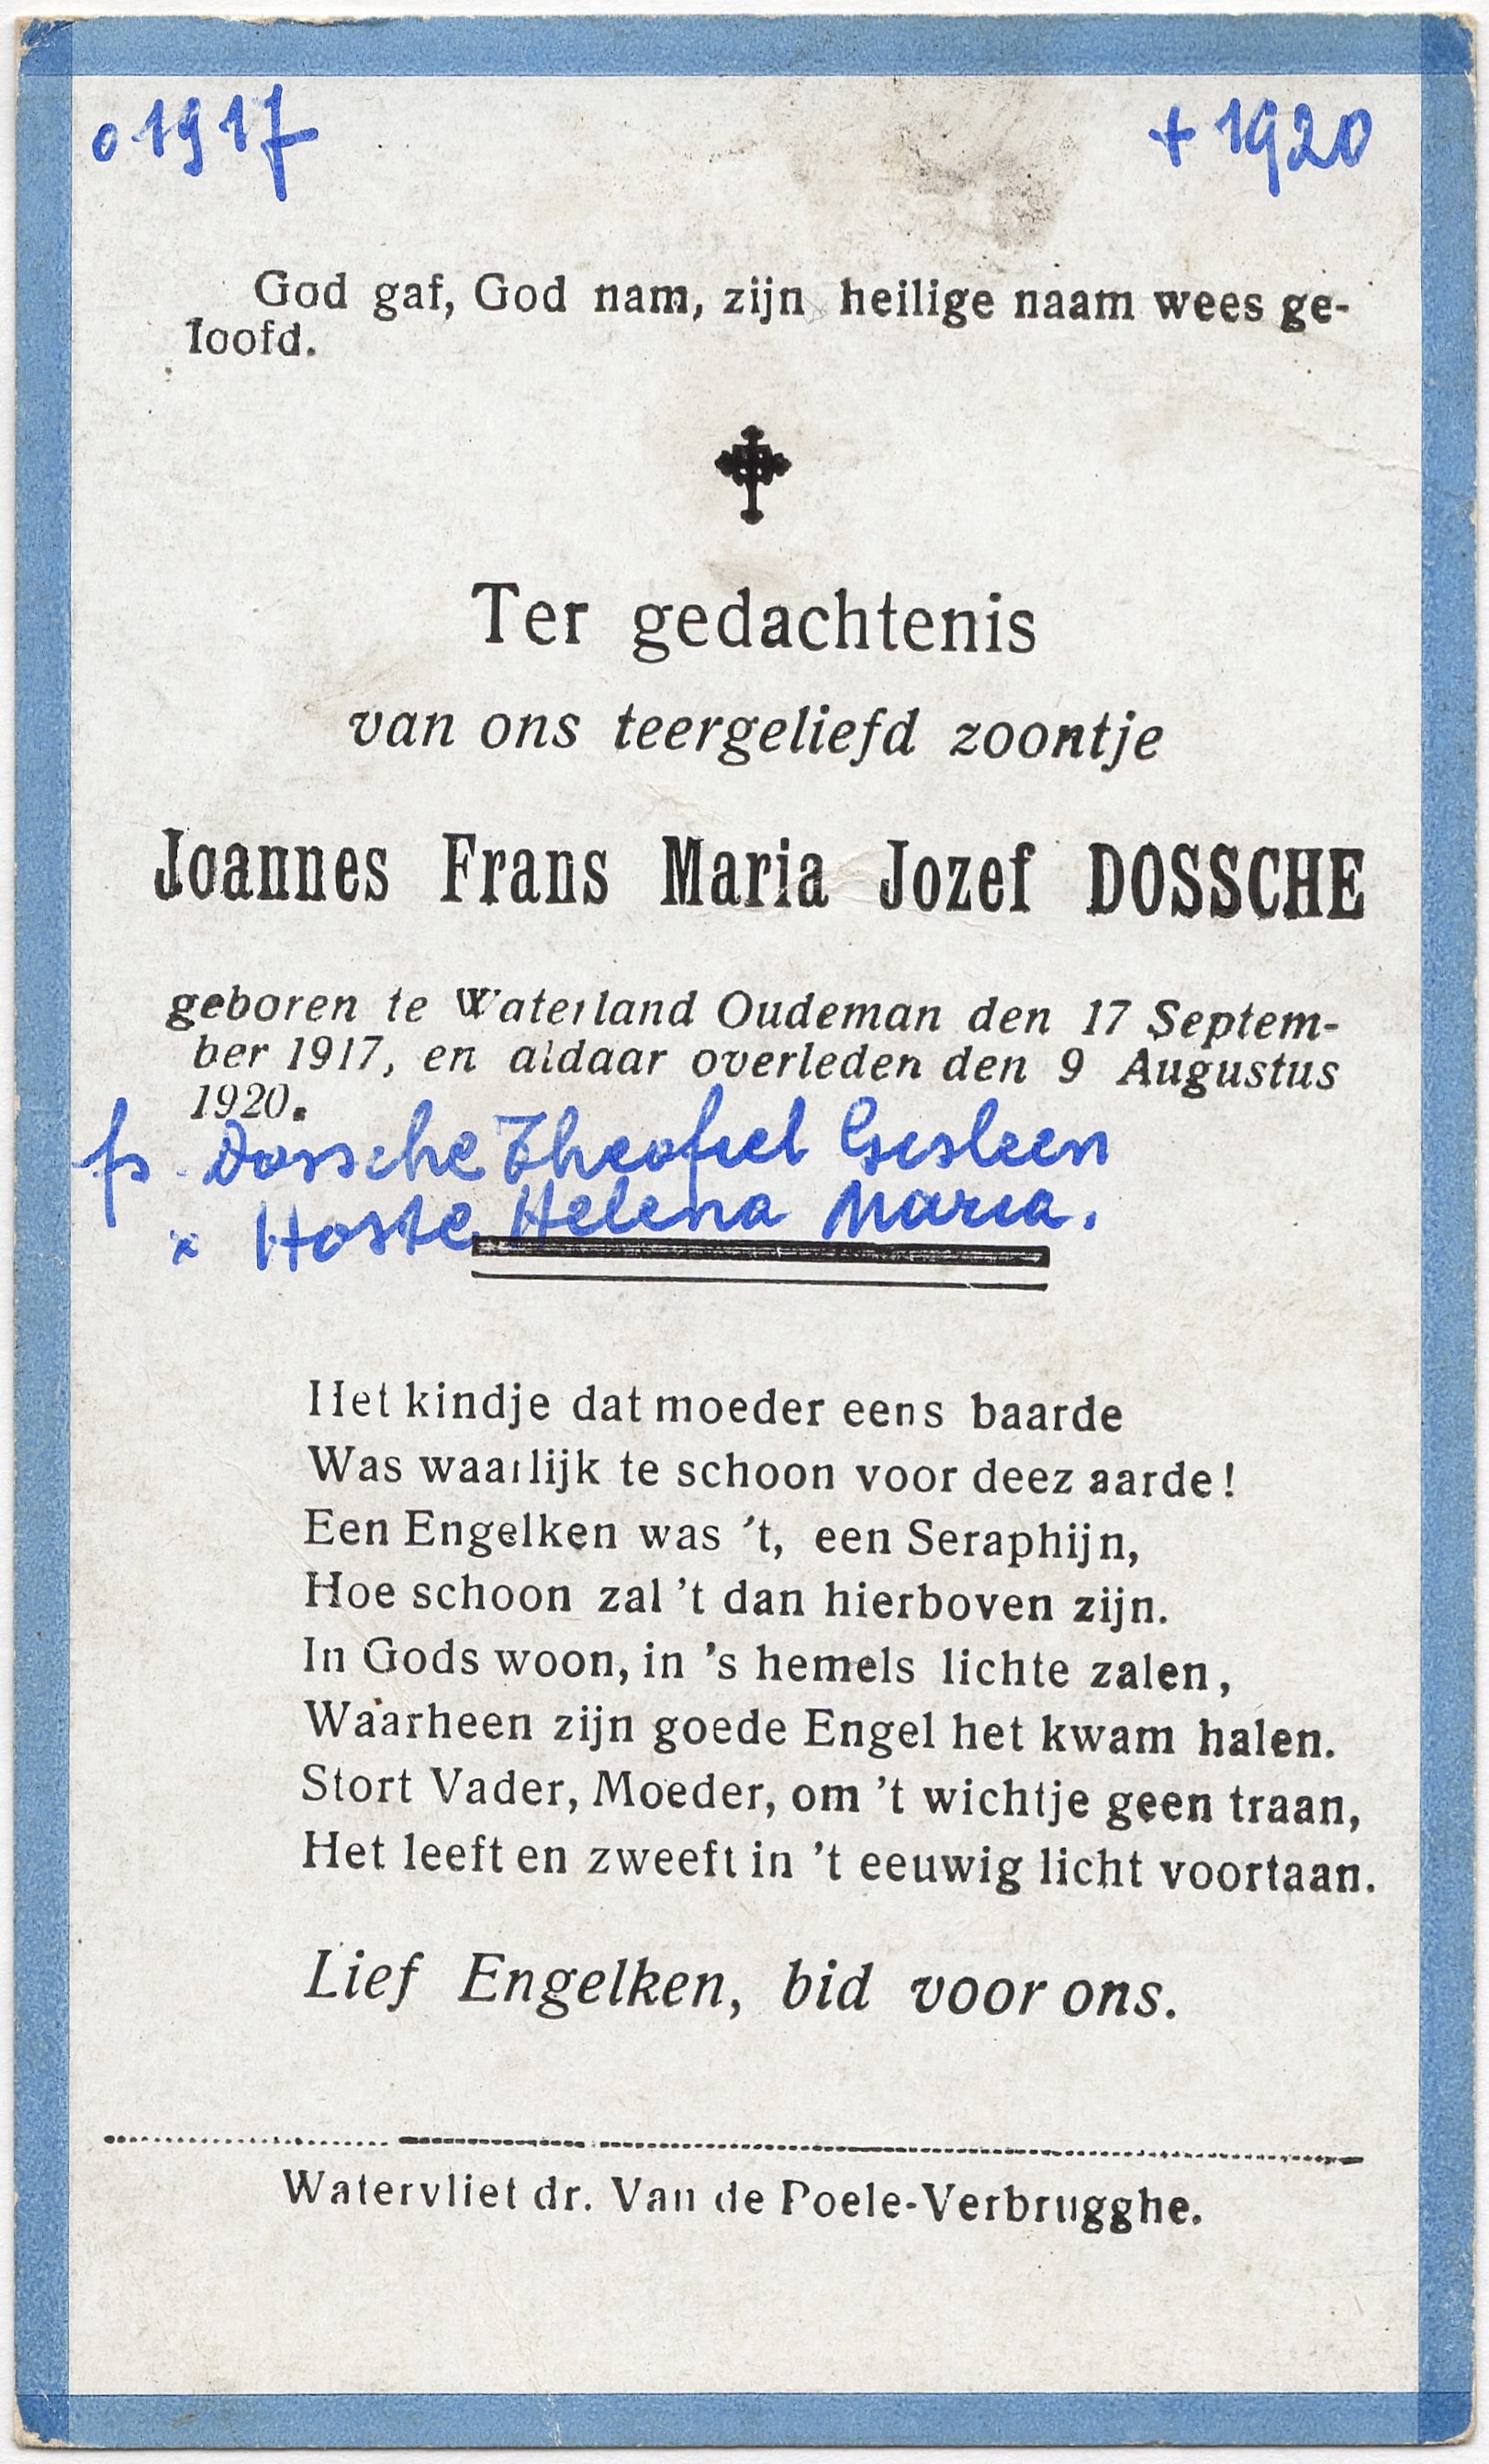 o 1917 + 1920
God gaf, God nam, zijn heilige naam wees ge-
loofd.
Ter gedachtenis
van ons teergeliefd zoontje
Joannes Frans Maria Jozef DOSSCHE
geboren te Waterland Oudeman den 17 Septem-
ber 1917, en aldaar overleden den 9 Augustus
1920.
fs Dossche Theofiel Gisleen
x Hoste Helena Maria.
Het kindje dat moeder eens baarde
Was waarlijk te schoon voor deez aarde!
Een Engelken was 't, een Seraphijn,
Hoe schoon zal 't dan hierboven zijn.
In Gods woon, in 's hemels lichte zalen,
Waarheen zijn goede Engel het kwam halen.
Stort Vader, Moeder, om 't wichtje geen traan,
Het leeft en zweeft in 't eeuwig licht voortaan.
Lief Engelken, bid voor ons.
Watervliet dr. Van de Poele-Verbrugghe.